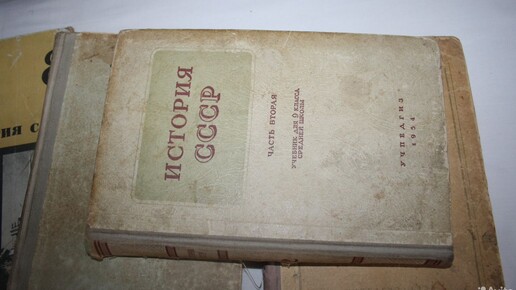 ИСТОРИЯ
СССР
ЧАСТЬ ВТОРАЯ
УЧЕБНИК ДЛЯ 9 КЛАССА
СРЕДНЕЙ ШКОЛЫ
УЧПЕДГИЗ
1954